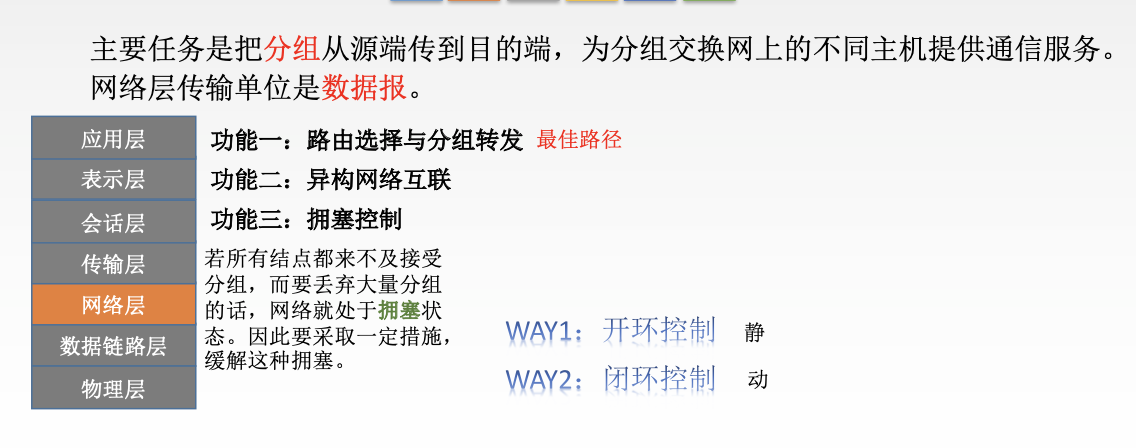 主要任务是把分组从源端传到目的端，为分组交换网上的不同主机提供通信服务。
网络层传输单位是数据报。
应用层
表示层
会话层
传输层
网络层
数据链路层
物理层
功能一：路由选择与分组转发 最佳路径
功能二：异构网络互联
功能三：拥塞控制
若所有结点都来不及接受
分组，而要丢弃大量分组
的话，网络就处于拥塞状
态。因此要采取一定措施，
缓解这种拥塞。
WAY1：开环控制 静
WAY2：闭环控制 动